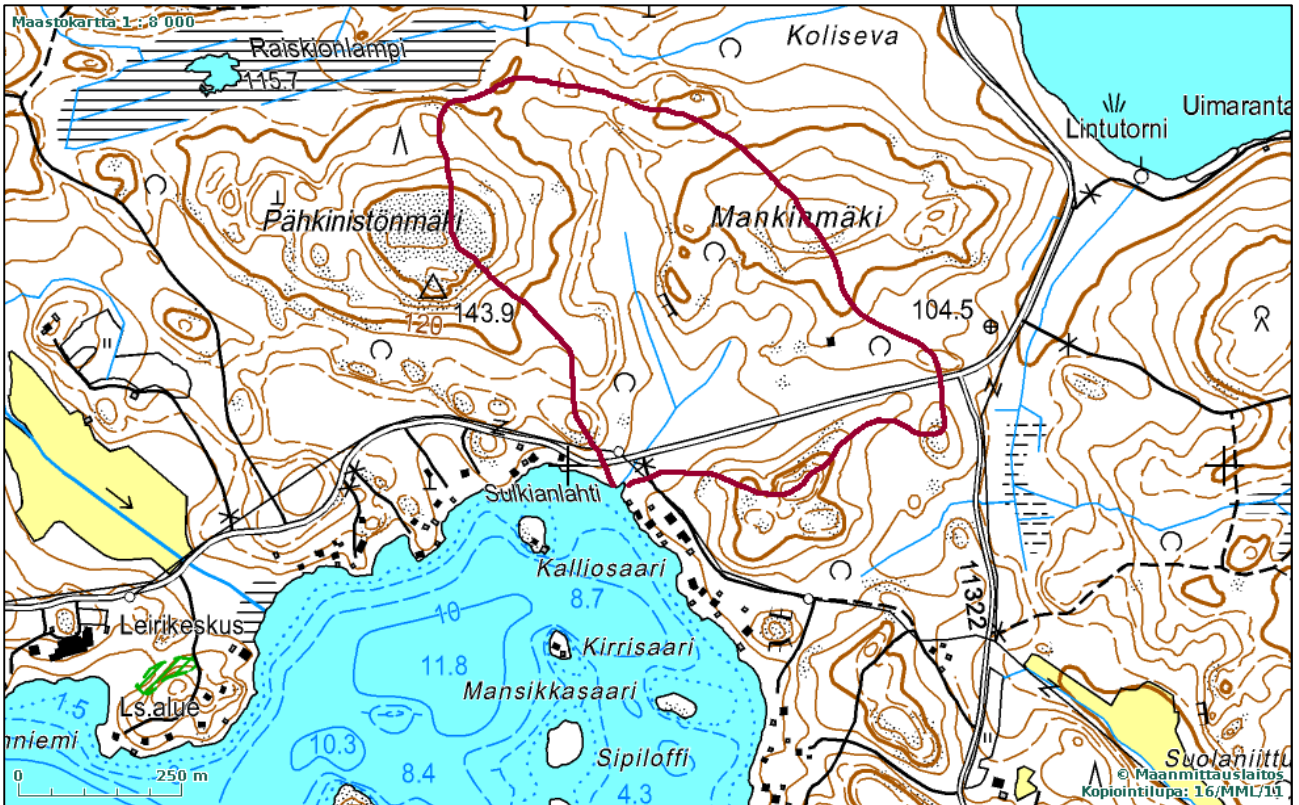 Maastokartta 1 : 8 000
Koliseva
Raiskionlampi
115.7
Uimaranta
Lintutorni
Pähkinistönmäki
Mankinmäki
143.9
104.5
120
Sulkianlahti
Kalliosaari
8.7
10
11322
Leirikeskus
Kirrisaari
11.8
Mansikkasaari
1.5
Ls.alue
nniemi
10.3
Sipiloffi
Suolaniittu
8.4
4.3
0 250 m
© Maanmittauslaitos
Kopiointilupa: 16/MML/11